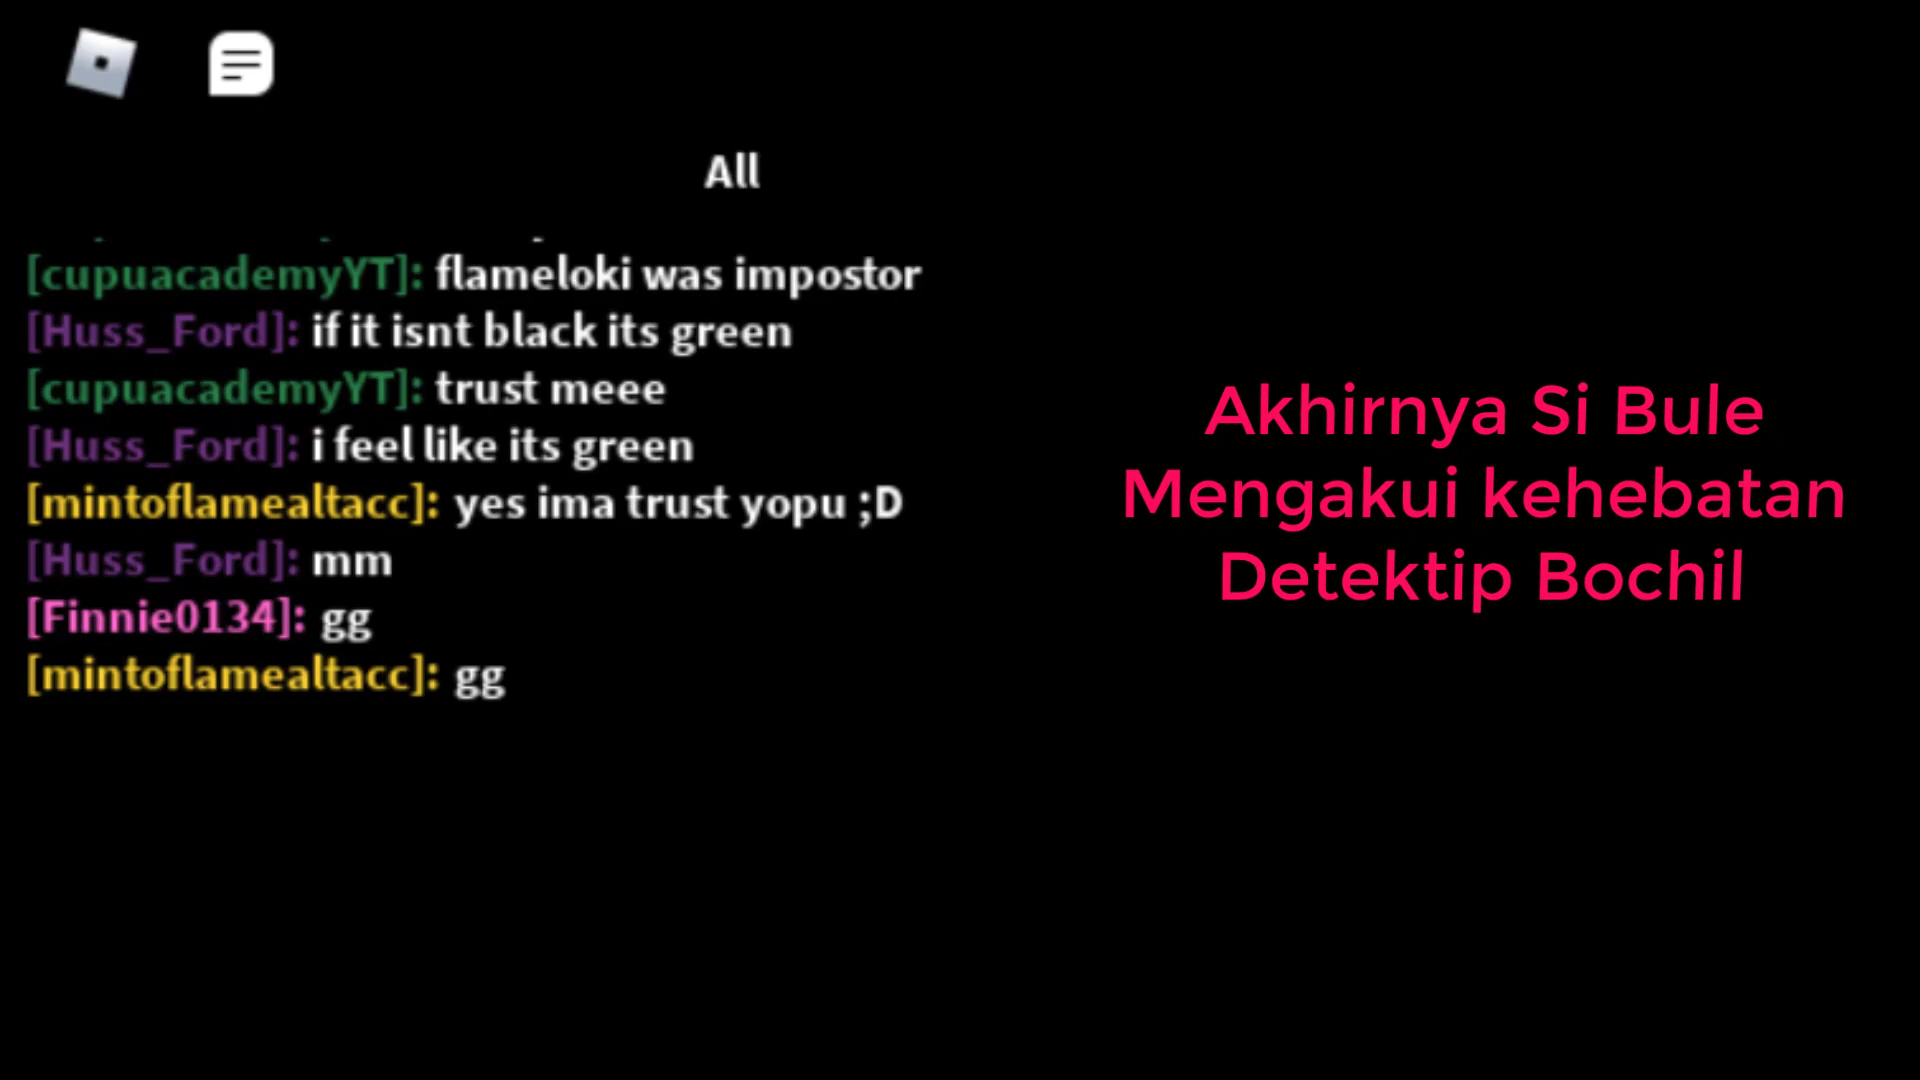 All
[cupuacademyYT]: flameloki was impostor
[Huss_Ford]: if it isnt black its green
[cupuacademyYT]: trust meee
[Huss_Ford]: i feel like its green
[mintoflamealtacc]: yes ima trust yopu ;D
[Huss_Ford]: mm
[Finnie0134]: gg
[mintoflamealtacc]: gg
Akhirnya Si Bule
Mengakui kehebatan
Detektip Bochil